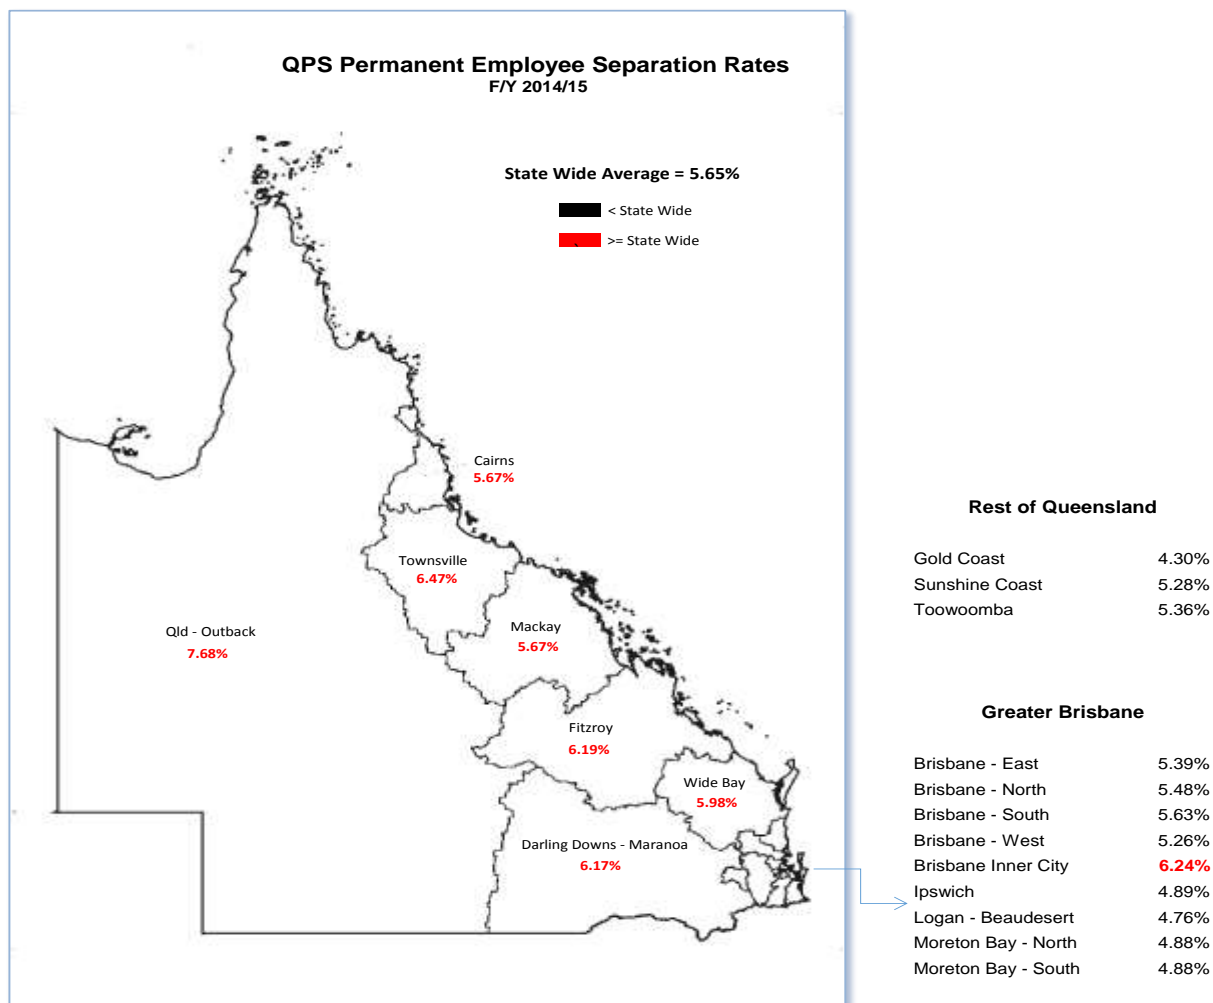 QPS Permanent Employee Separation Rates
F/Y 2014/15
State Wide Average = 5.65%
< State Wide
>= State Wide
Cairns
5.67%
Townsville
6.47%
Mackay
5.67%
Qld - Outback
7.68%
Fitzroy
6.19%
Wide Bay
5.98%
Darling Downs - Maranoa
6.17%
Rest of Queensland
Gold Coast 4.30%
Sunshine Coast 5.28%
Toowoomba 5.36%
Greater Brisbane
Brisbane - East 5.39%
Brisbane - North 5.48%
Brisbane - South 5.63%
Brisbane - West 5.26%
Brisbane Inner City 6.24%
Ipswich 4.89%
Logan - Beaudesert 4.76%
Moreton Bay - North 4.88%
Moreton Bay - South 4.88%